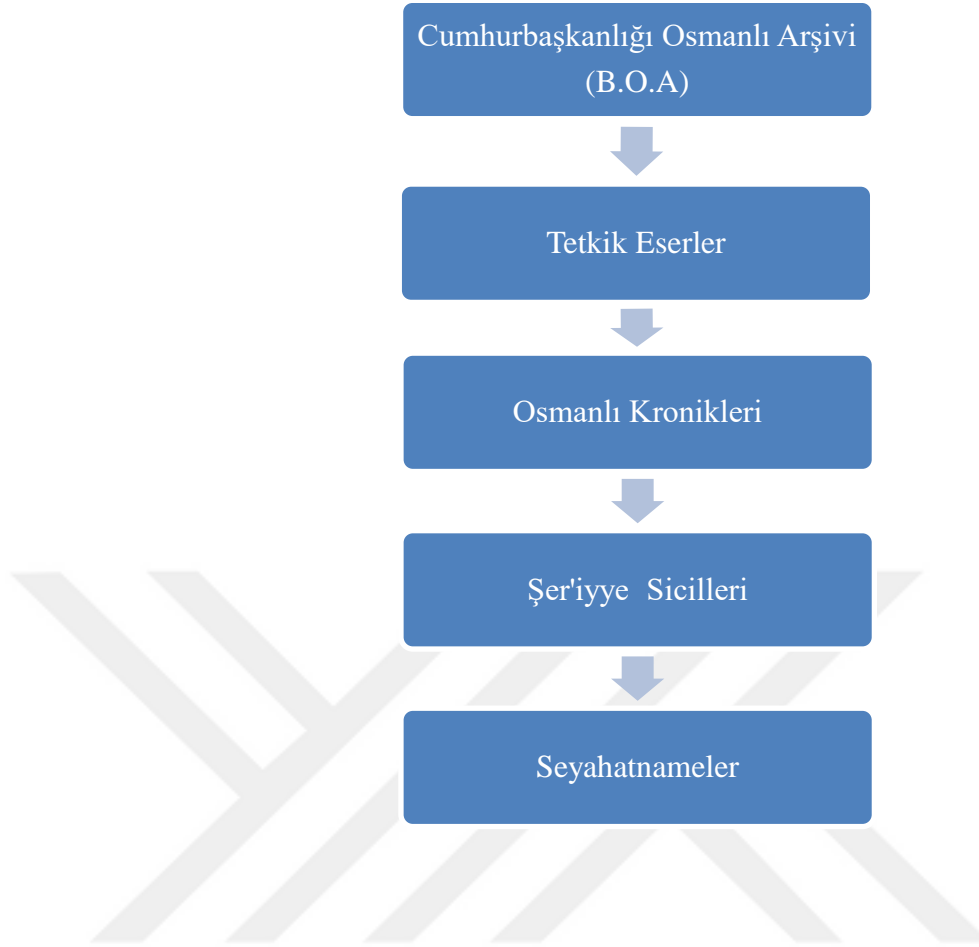 Cumhurbaşkanlığı Osmanlı Arşivi
(B.O.A)
Tetkik Eserler
Osmanlı Kronikleri
Şer'iyye  Sicilleri
Seyahatnameler